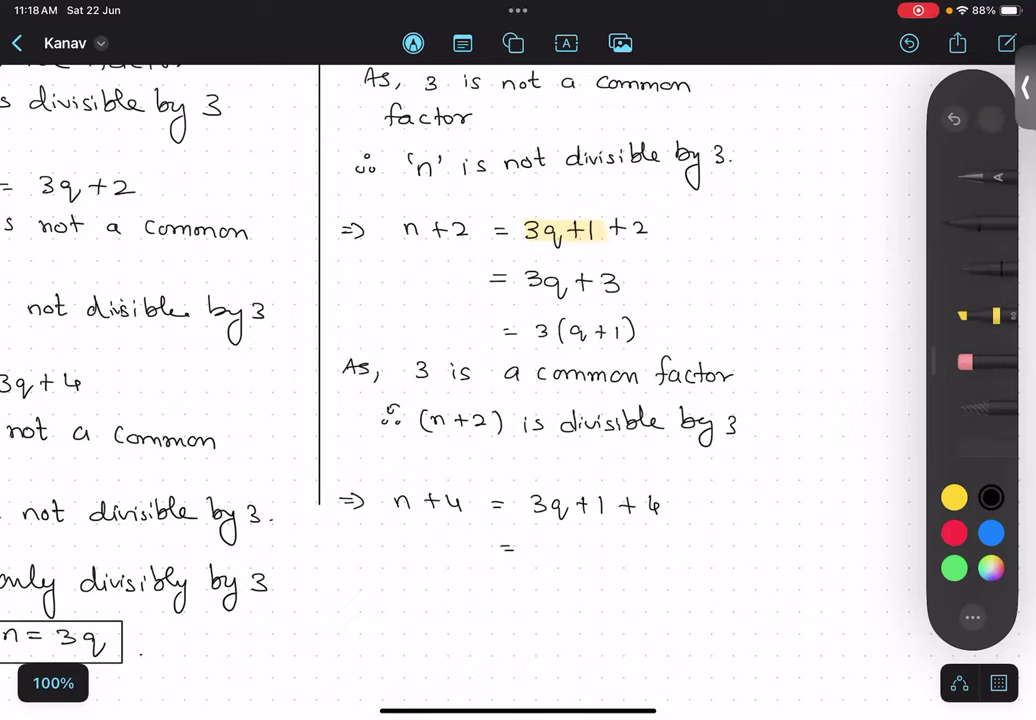 11:18 AM Sat 22 Jun
88%
Kanav
s divisible by 3
= 3q + 2
s not a common
not divisible by 3
3q + 4
not a common
not divisible by 3.
only divisibly by 3
n = 3q .
As, 3 is not a common
factor
∴ 'n' is not divisible by 3.
⇒ n + 2 = 3q + 1 + 2
= 3q + 3
= 3 (q + 1)
As, 3 is a common factor
∴ (n + 2) is divisible by 3
⇒ n + 4 = 3q + 1 + 4
=
100%